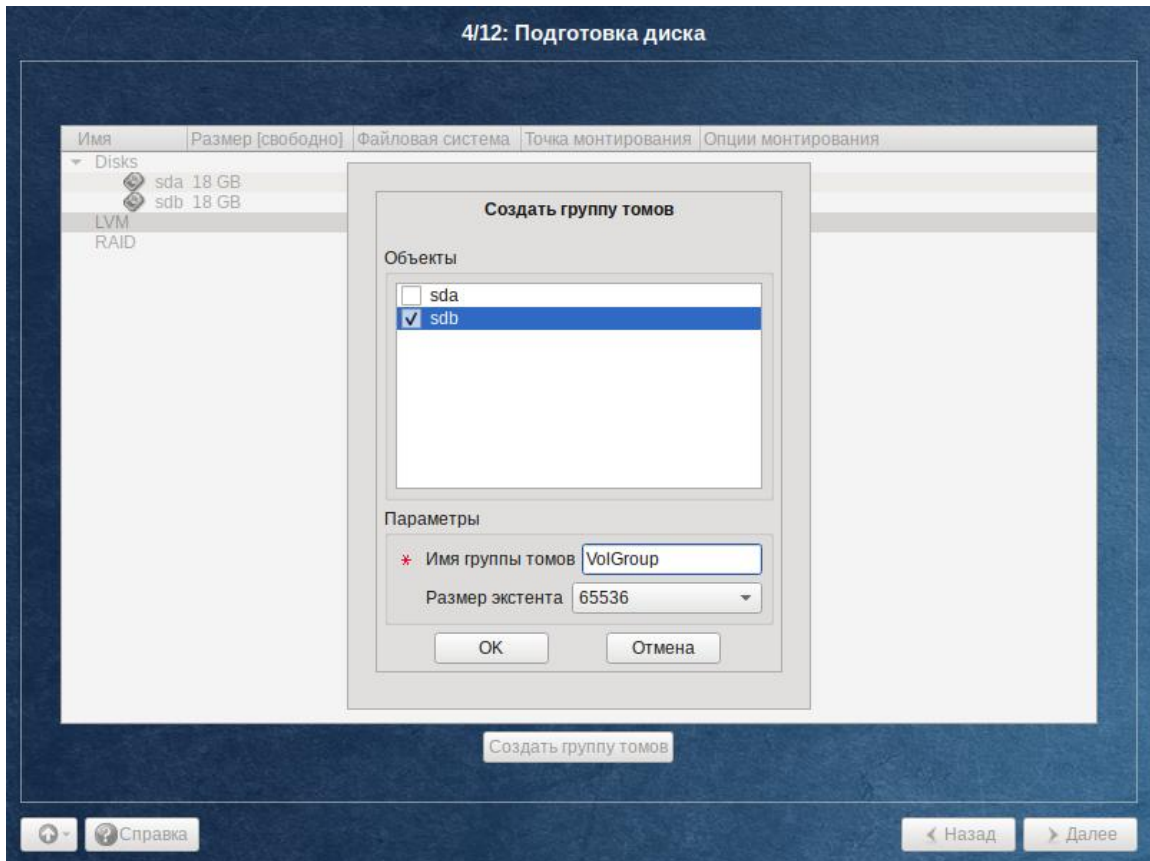 4/12: Подготовка диска
Имя Размер [свободно] Файловая система Точка монтирования Опции монтирования
Disks
sda 18 GB
sdb 18 GB
LVM
RAID
Создать группу томов
Объекты
sda
sdb
Параметры
* Имя группы томов VolGroup
Размер экстента 65536
OK Отмена
Создать группу томов
Справка Назад Далее